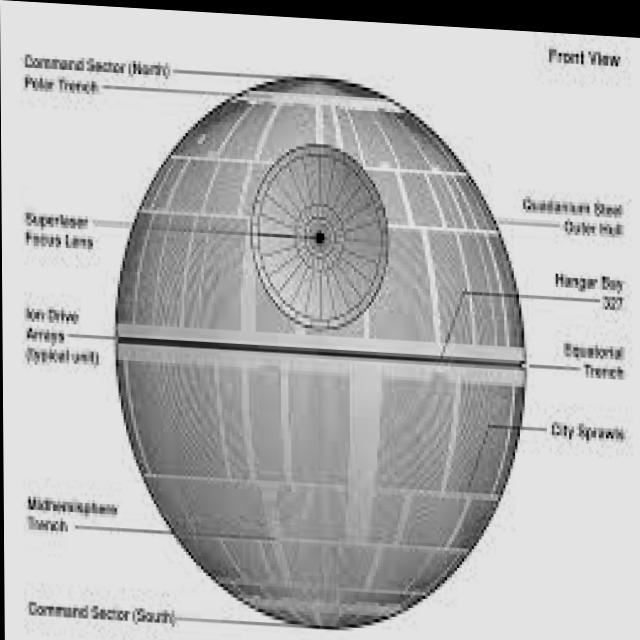 Front View
Command Sector (North)
Polar Trench
Superlaser
Focus Lens
Ion Drive
Arrays
(typical unit)
Midhemisphere
Trench
Command Sector (South)
Quadanium Steel
Outer Hull
Hangar Bay
327
Equatorial
Trench
City Sprawls